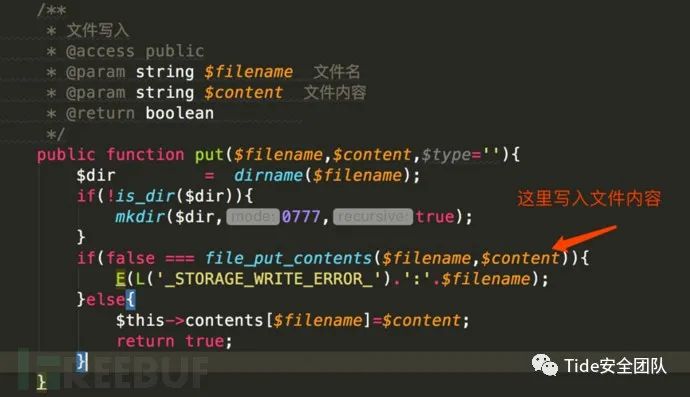 /**
* 文件写入
* @access public
* @param string $filename  文件名
* @param string $content  文件内容
* @return boolean
*/
public function put($filename,$content,$type=''){
$dir         =  dirname($filename);
if(!is_dir($dir)){
mkdir($dir, mode: 0777, recursive: true);
}
这里写入文件内容
if(false === file_put_contents($filename,$content)){
E(L('_STORAGE_WRITE_ERROR_').':'.$filename);
}else{
$this->contents[$filename]=$content;
return true;
}
}
REEBUF
Tide安全团队